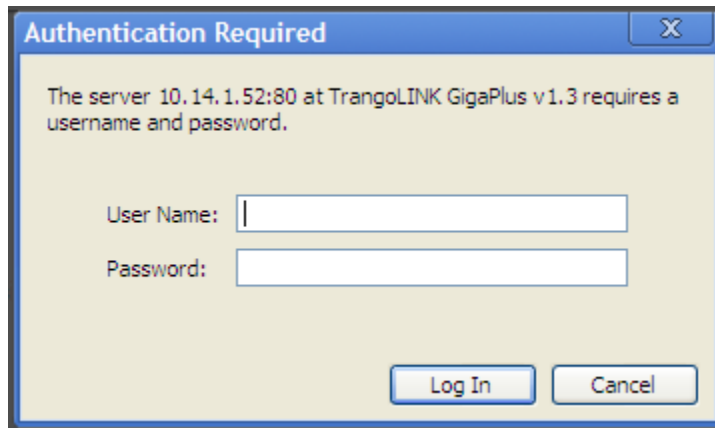 Authentication Required
The server 10.14.1.52:80 at TrangoLINK GigaPlus v1.3 requires a
username and password.
User Name:
Password:
Log In Cancel